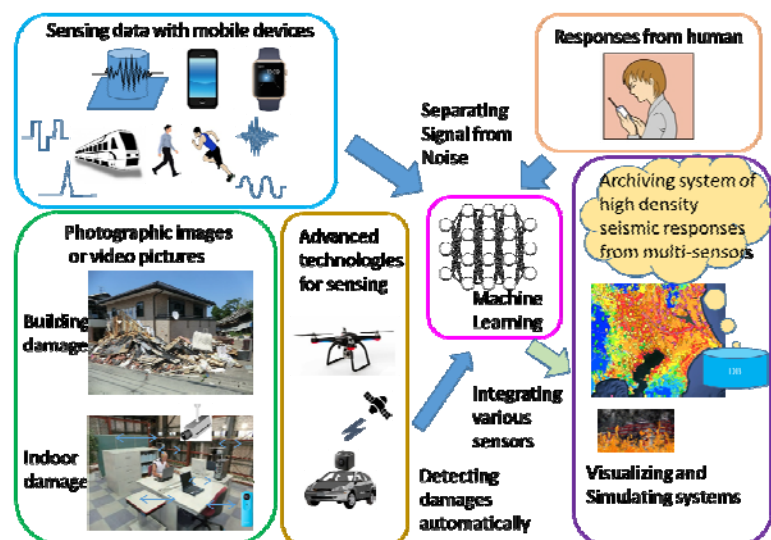 Sensing data with mobile devices
Responses from human
Separating
Signal from
Noise
Archiving system of
high density
seismic responses
from multi-sensors
Photographic images
or video pictures
Building
damage
Indoor
damage
Advanced
technologies
for sensing
Machine
Learning
DB
Integrating
various
sensors
Detecting
damages
automatically
Visualizing and
Simulating systems